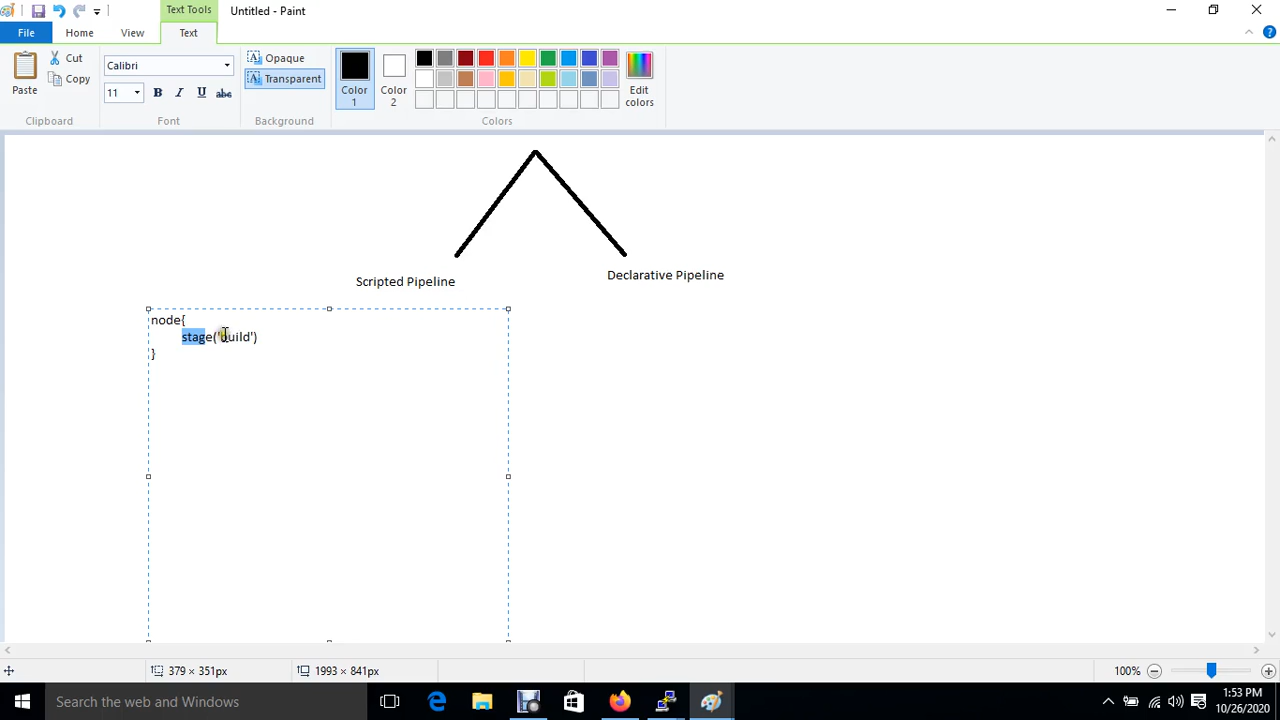 Text Tools
Untitled - Paint
File
Home
View
Text
Paste
Cut
Copy
Clipboard
Calibri
11
B
I
U
abc
Font
Opaque
Transparent
Background
Color
1
Color
2
Edit
colors
Colors
Scripted Pipeline
Declarative Pipeline
node{
stage('build')
}
379 × 351px
1993 × 841px
100%
Search the web and Windows
1:53 PM
10/26/2020